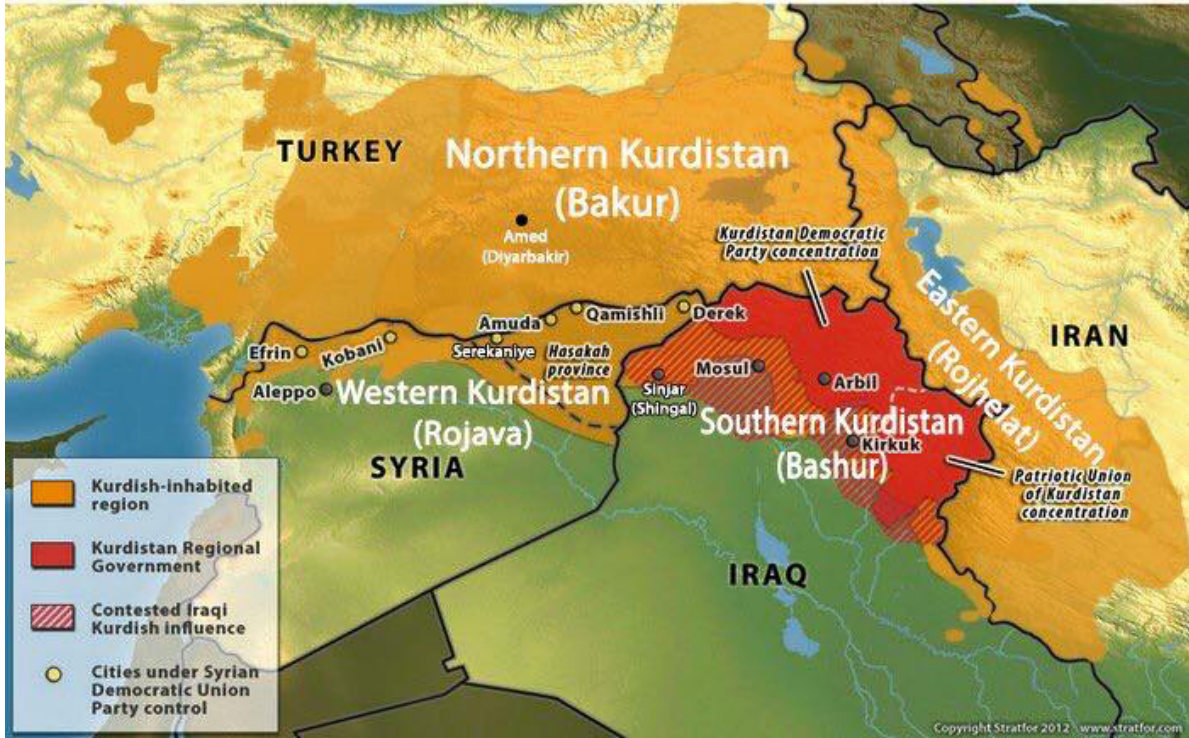 TURKEY
Northern Kurdistan
(Bakur)
Amed
(Diyarbakir)
Kurdistan Democratic
Party concentration
Eastern Kurdistan
(Rojhelat)
IRAN
Efrin
Kobani
Amuda
Qamishli
Derek
Serekaniye
Hasakah
province
Aleppo
Western Kurdistan
(Rojava)
SYRIA
Mosul
Sinjar
(Shingal)
Arbil
Southern Kurdistan
(Bashur)
Kirkuk
Patriotic Union
of Kurdistan
concentration
IRAQ
Kurdish-inhabited
region
Kurdistan Regional
Government
Contested Iraqi
Kurdish influence
Cities under Syrian
Democratic Union
Party control
Copyright Stratfor 2012 www.stratfor.com